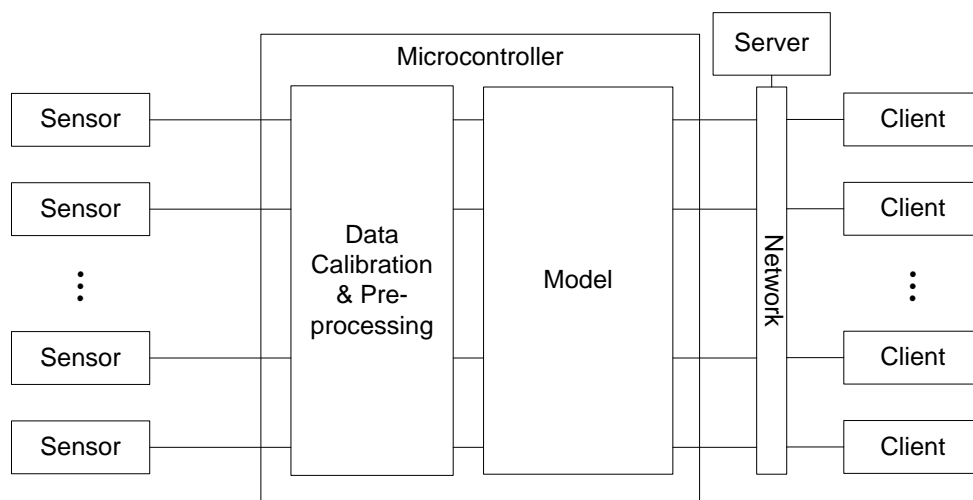 Microcontroller
Server
Sensor
Sensor
Sensor
Sensor
Data
Calibration
& Pre-
processing
Model
Network
Client
Client
Client
Client